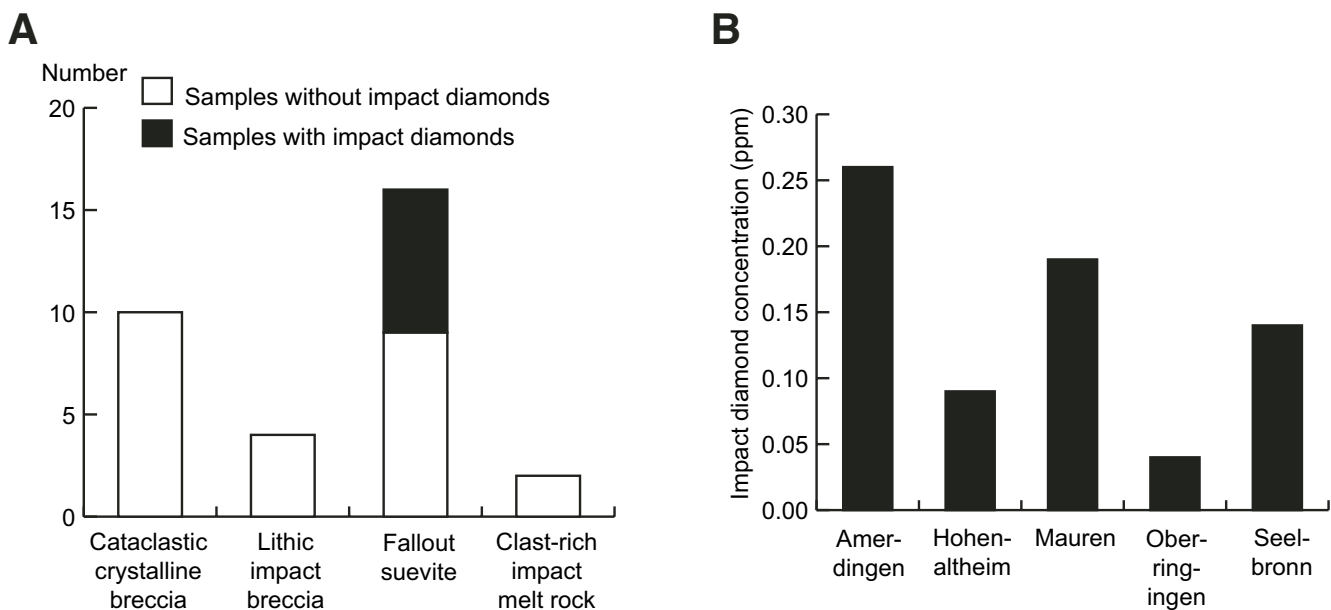 A
Number
Samples without impact diamonds
Samples with impact diamonds
20
15
10
5
0
Cataclastic
crystalline
breccia
Lithic
impact
breccia
Fallout
suevite
Clast-rich
impact
melt rock
B
Impact diamond concentration (ppm)
0.30
0.25
0.20
0.15
0.10
0.05
0.00
Amer-
dingen
Hohen-
altheim
Mauren
Ober-
ring-
ingen
Seel-
bronn